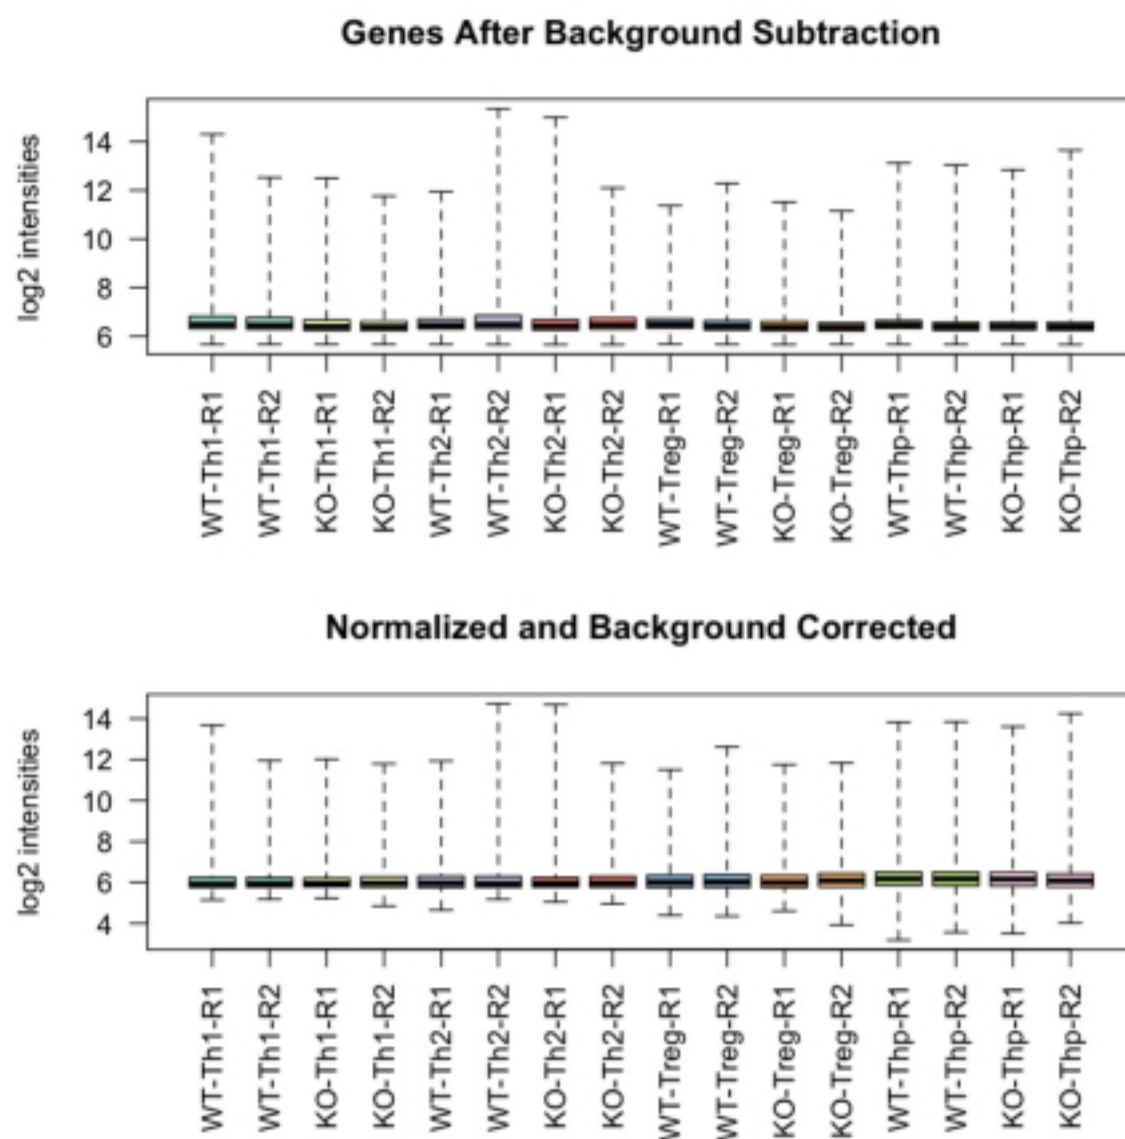 Genes After Background Subtraction
log2 intensities
14
12
10
8
6
WT-Th1-R1
WT-Th1-R2
KO-Th1-R1
KO-Th1-R2
WT-Th2-R1
WT-Th2-R2
KO-Th2-R1
KO-Th2-R2
WT-Treg-R1
WT-Treg-R2
KO-Treg-R1
KO-Treg-R2
WT-Thp-R1
WT-Thp-R2
KO-Thp-R1
KO-Thp-R2
Normalized and Background Corrected
log2 intensities
14
12
10
8
6
4
WT-Th1-R1
WT-Th1-R2
KO-Th1-R1
KO-Th1-R2
WT-Th2-R1
WT-Th2-R2
KO-Th2-R1
KO-Th2-R2
WT-Treg-R1
WT-Treg-R2
KO-Treg-R1
KO-Treg-R2
WT-Thp-R1
WT-Thp-R2
KO-Thp-R1
KO-Thp-R2